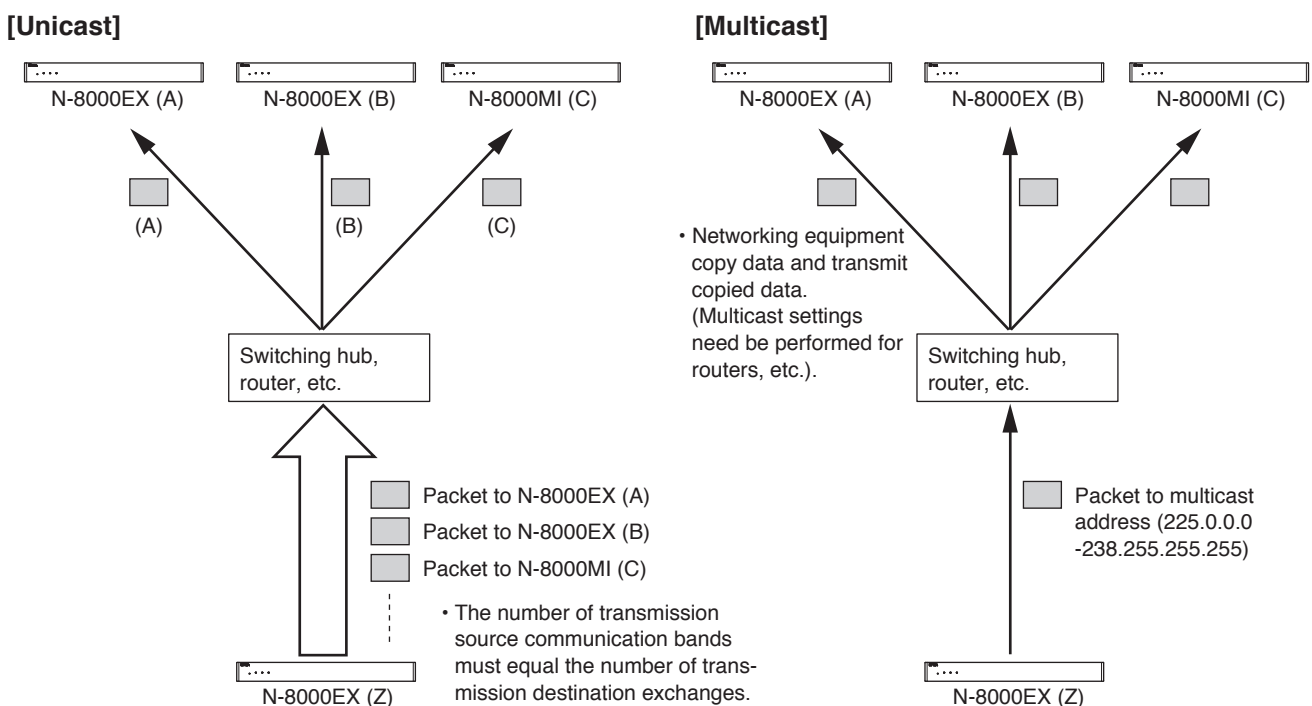 [Unicast]
N-8000EX (A)
N-8000EX (B)
N-8000MI (C)
(A)
(B)
(C)
Switching hub,
router, etc.
Packet to N-8000EX (A)
Packet to N-8000EX (B)
Packet to N-8000MI (C)
• The number of transmission
source communication bands
must equal the number of trans-
mission destination exchanges.
N-8000EX (Z)
[Multicast]
N-8000EX (A)
N-8000EX (B)
N-8000MI (C)
• Networking equipment
copy data and transmit
copied data.
(Multicast settings
need be performed for
routers, etc.).
Switching hub,
router, etc.
Packet to multicast
address (225.0.0.0
-238.255.255.255)
N-8000EX (Z)